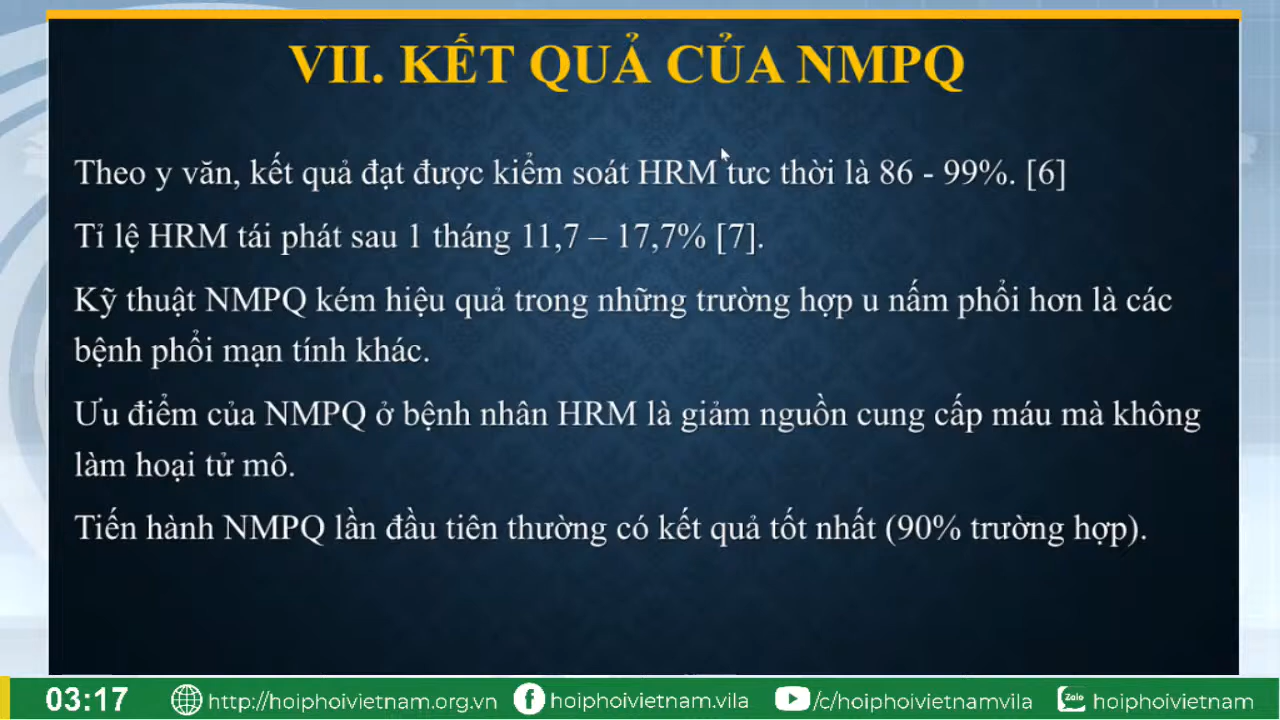 VII. KẾT QUẢ CỦA NMPQ
Theo y văn, kết quả đạt được kiểm soát HRM tưc thời là 86 - 99%. [6]
Tỉ lệ HRM tái phát sau 1 tháng 11,7 – 17,7% [7].
Kỹ thuật NMPQ kém hiệu quả trong những trường hợp u nấm phổi hơn là các
bệnh phổi mạn tính khác.
Ưu điểm của NMPQ ở bệnh nhân HRM là giảm nguồn cung cấp máu mà không
làm hoại tử mô.
Tiến hành NMPQ lần đầu tiên thường có kết quả tốt nhất (90% trường hợp).
03:17 http://hoiphoivietnam.org.vn hoiphoivietnam.vila /c/hoiphoivietnamvila Zalo hoiphoivietnam